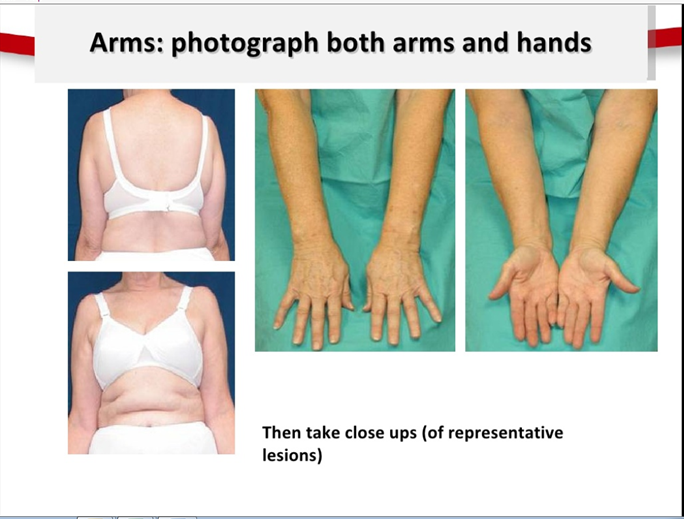 Arms: photograph both arms and hands
Then take close ups (of representative
lesions)